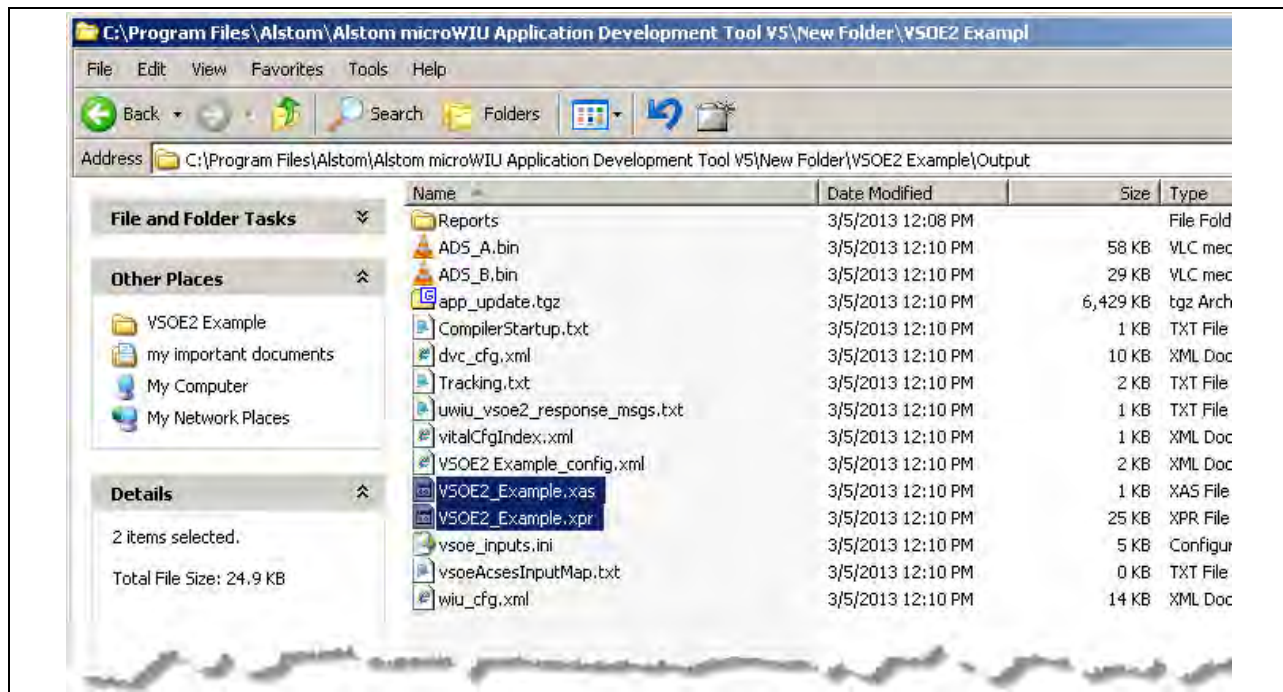 C:\Program Files\Alstom\Alstom microWIU Application Development Tool V5\New Folder\VSOE2 Exampl
File Edit View Favorites Tools Help
Back Search Folders
Address C:\Program Files\Alstom\Alstom microWIU Application Development Tool V5\New Folder\VSOE2 Example\Output
File and Folder Tasks
Other Places
VSOE2 Example
my important documents
My Computer
My Network Places
Details
2 items selected.
Total File Size: 24.9 KB
Name Date Modified Size Type
Reports 3/5/2013 12:08 PM File Fold
ADS_A.bin 3/5/2013 12:10 PM 58 KB VLC med
ADS_B.bin 3/5/2013 12:10 PM 29 KB VLC med
app_update.tgz 3/5/2013 12:10 PM 6,429 KB tgz Arch
CompilerStartup.txt 3/5/2013 12:10 PM 1 KB TXT File
dvc_cfg.xml 3/5/2013 12:10 PM 10 KB XML Doc
Tracking.txt 3/5/2013 12:10 PM 2 KB TXT File
uwiu_vsoe2_response_msgs.txt 3/5/2013 12:10 PM 1 KB TXT File
vitalCfgIndex.xml 3/5/2013 12:10 PM 1 KB XML Doc
VSOE2 Example_config.xml 3/5/2013 12:10 PM 2 KB XML Doc
VSOE2_Example.xas 3/5/2013 12:10 PM 1 KB XAS File
VSOE2_Example.xpr 3/5/2013 12:10 PM 25 KB XPR File
vsoe_inputs.ini 3/5/2013 12:10 PM 5 KB Configur
vsoeAcsesInputMap.txt 3/5/2013 12:10 PM 0 KB TXT File
wiu_cfg.xml 3/5/2013 12:10 PM 14 KB XML Doc